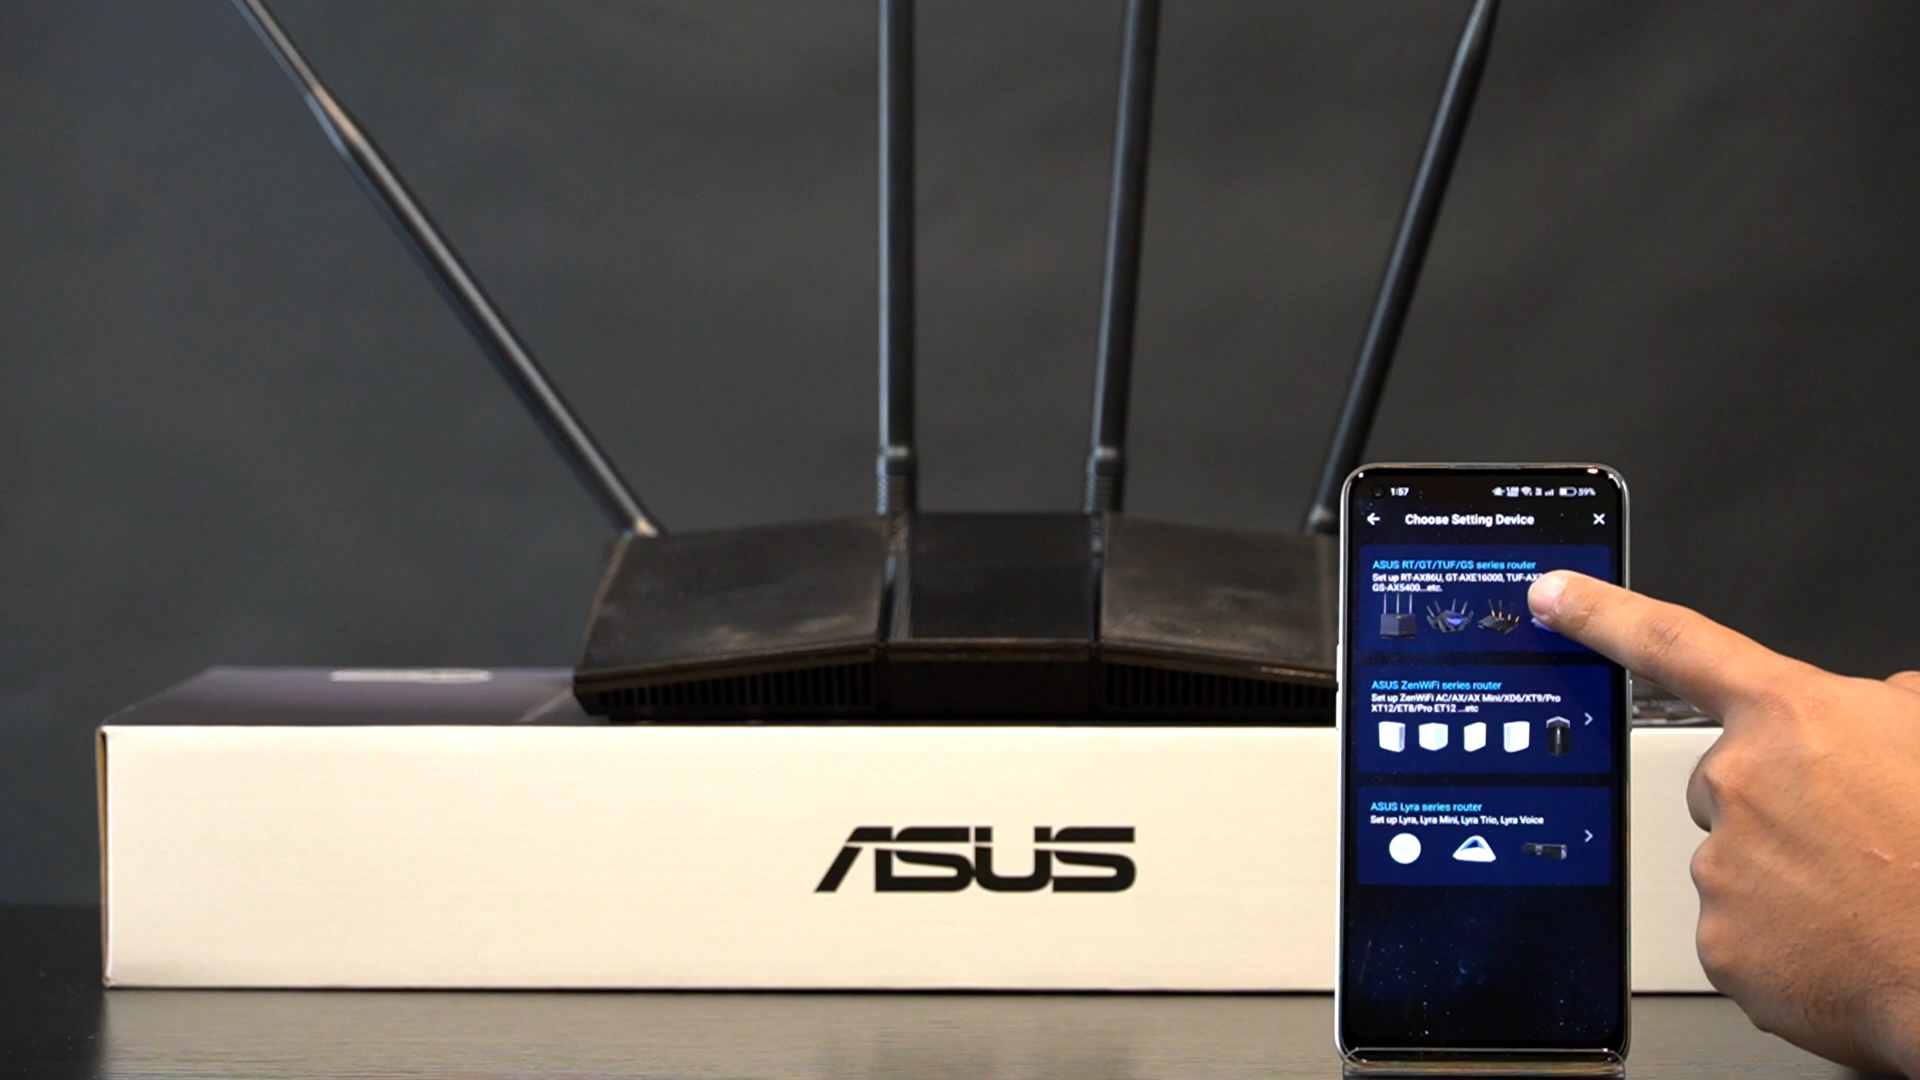 1:57
59%
Choose Setting Device
ASUS RT/GT/TUF/GS series router
Set up RT-AX86U, GT-AXE16000, TUF-AX
GS-AX5400...etc.
ASUS ZenWiFi series router
Set up ZenWiFi AC/AX/AX Mini/XD6/XT9/Pro
XT12/ET8/Pro ET12 ...etc
ASUS Lyra series router
Set up Lyra, Lyra Mini, Lyra Trio, Lyra Voice
ASUS